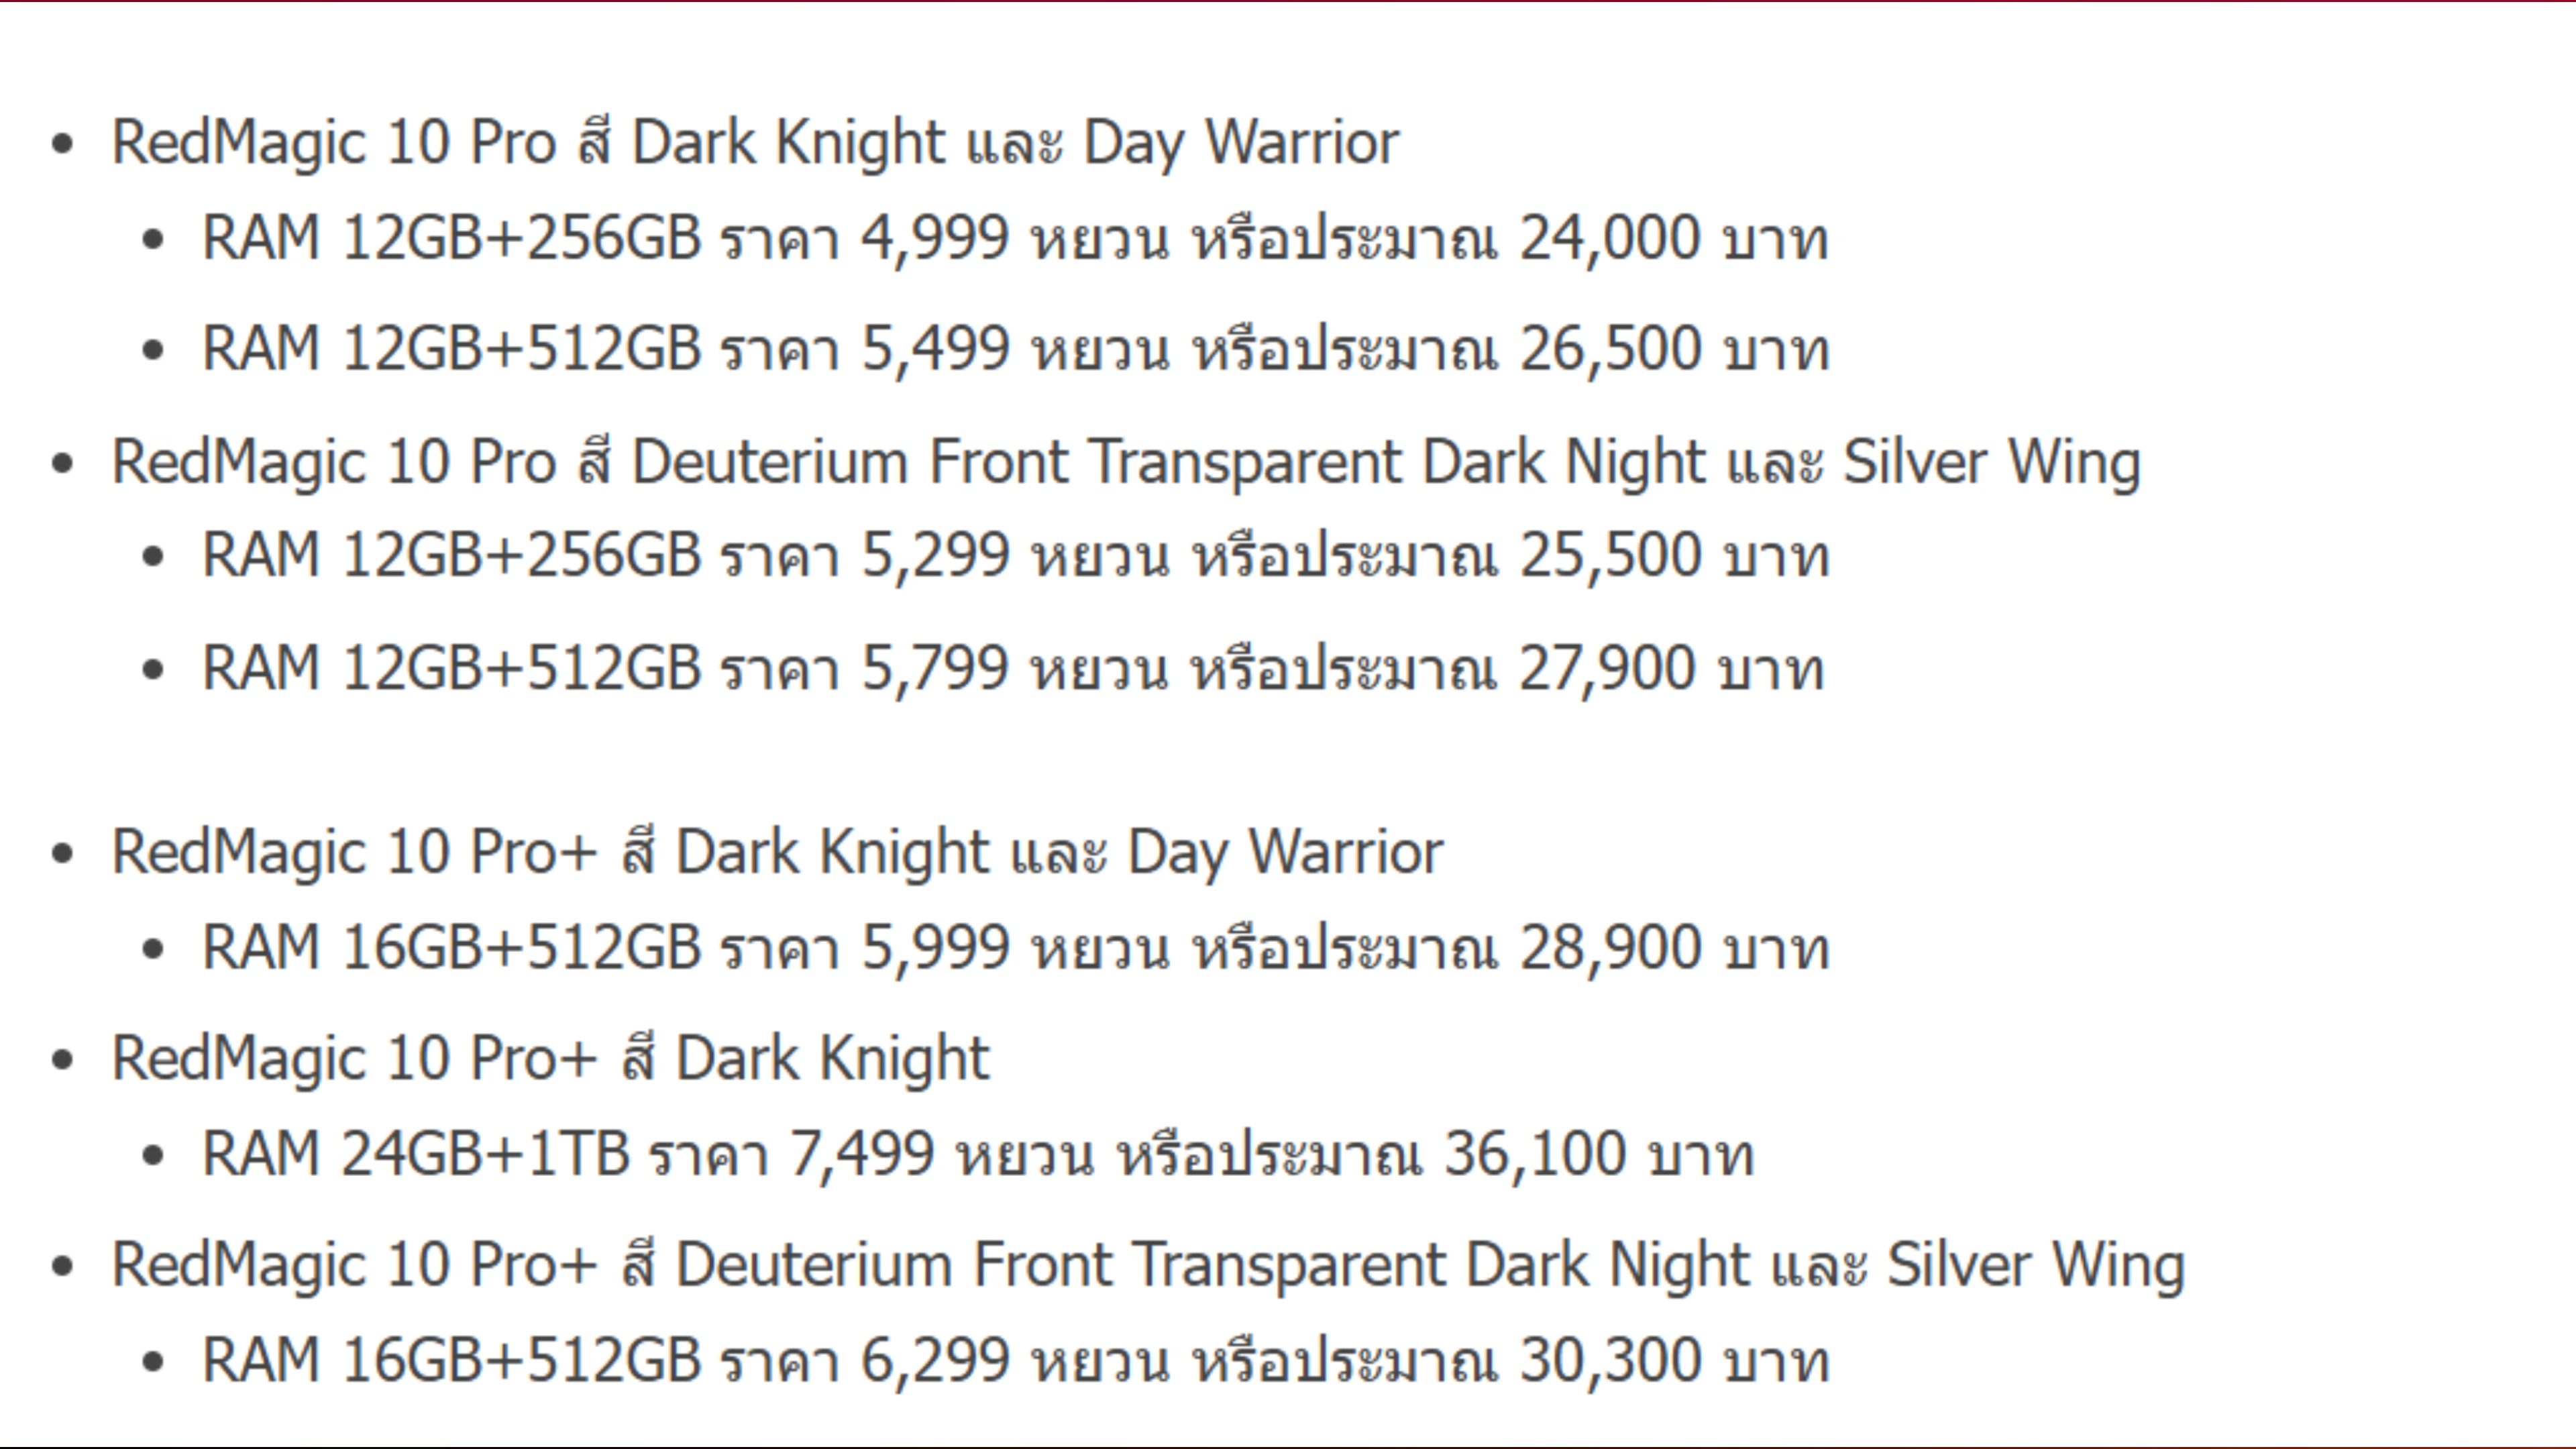 • RedMagic 10 Pro สี Dark Knight และ Day Warrior
• RAM 12GB+256GB ราคา 4,999 หยวน หรือประมาณ 24,000 บาท
• RAM 12GB+512GB ราคา 5,499 หยวน หรือประมาณ 26,500 บาท
• RedMagic 10 Pro สี Deuterium Front Transparent Dark Night และ Silver Wing
• RAM 12GB+256GB ราคา 5,299 หยวน หรือประมาณ 25,500 บาท
• RAM 12GB+512GB ราคา 5,799 หยวน หรือประมาณ 27,900 บาท
• RedMagic 10 Pro+ สี Dark Knight และ Day Warrior
• RAM 16GB+512GB ราคา 5,999 หยวน หรือประมาณ 28,900 บาท
• RedMagic 10 Pro+ สี Dark Knight
• RAM 24GB+1TB ราคา 7,499 หยวน หรือประมาณ 36,100 บาท
• RedMagic 10 Pro+ สี Deuterium Front Transparent Dark Night และ Silver Wing
• RAM 16GB+512GB ราคา 6,299 หยวน หรือประมาณ 30,300 บาท